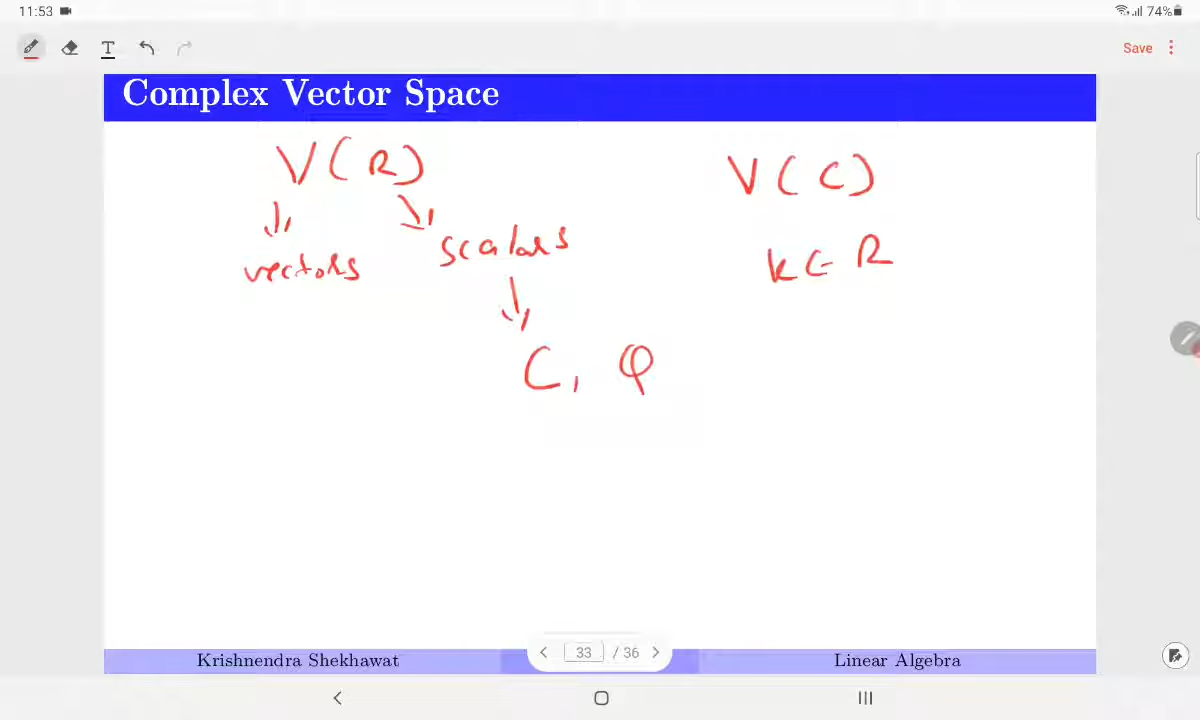 11:53 74%
T Save
Complex Vector Space
V(R) V(C)
vectors scalars k∈R
C, Q
Krishnendra Shekhawat 33 / 36 Linear Algebra